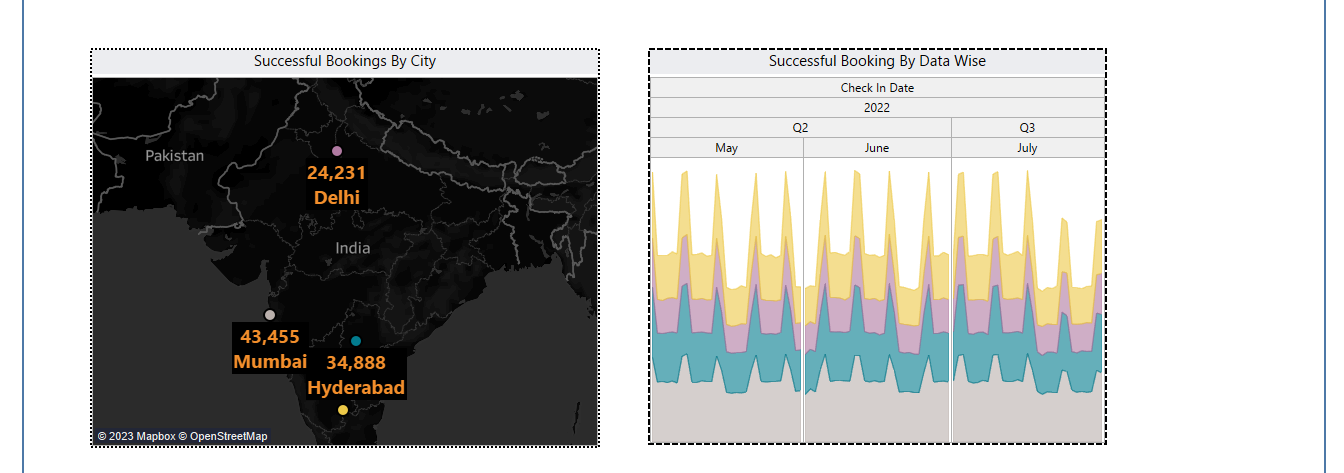 Successful Bookings By City
Pakistan
24,231
Delhi
India
43,455
Mumbai
34,888
Hyderabad
© 2023 Mapbox © OpenStreetMap
Successful Booking By Data Wise
Check In Date
2022
Q2 Q3
May June July